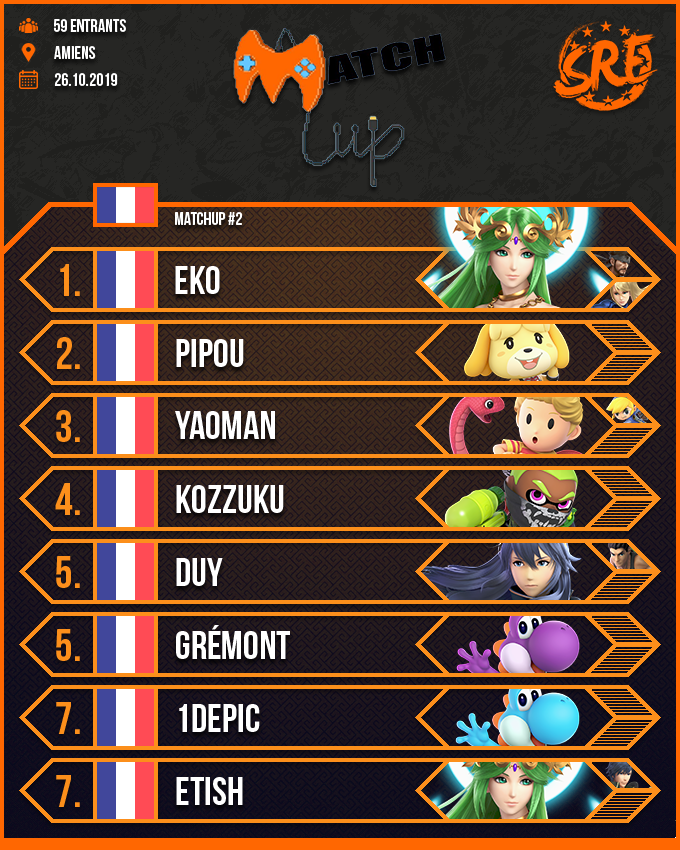 59 ENTRANTS
AMIENS
26.10.2019
MATCH
up
SRE
MATCHUP #2
1. EKO
2. PIPOU
3. YAOMAN
4. KOZZUKU
5. DUY
5. GRÉMONT
7. 1DEPIC
7. ETISH